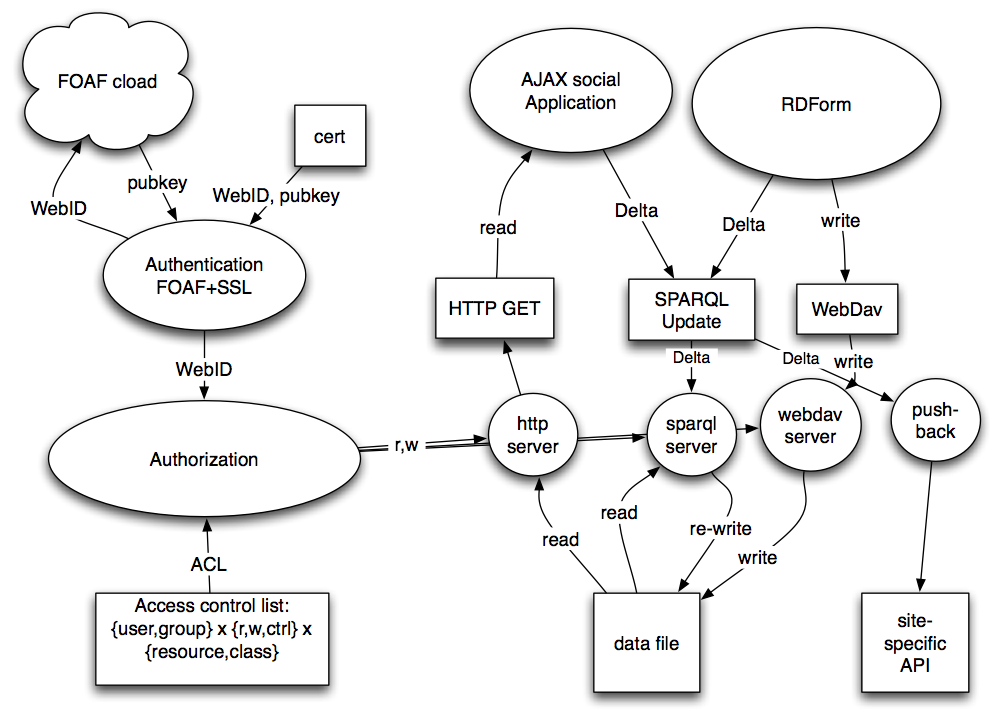 FOAF cload
AJAX social
Application
RDForm
cert
pubkey
WebID
WebID, pubkey
Delta
Delta
write
read
Authentication
FOAF+SSL
HTTP GET
SPARQL
Update
WebDav
WebID
Delta
Delta
write
http
server
sparql
server
webdav
server
push-
back
Authorization
r,w
read
read
re-write
write
ACL
Access control list:
{user,group} x {r,w,ctrl} x
{resource,class}
data file
site-
specific
API